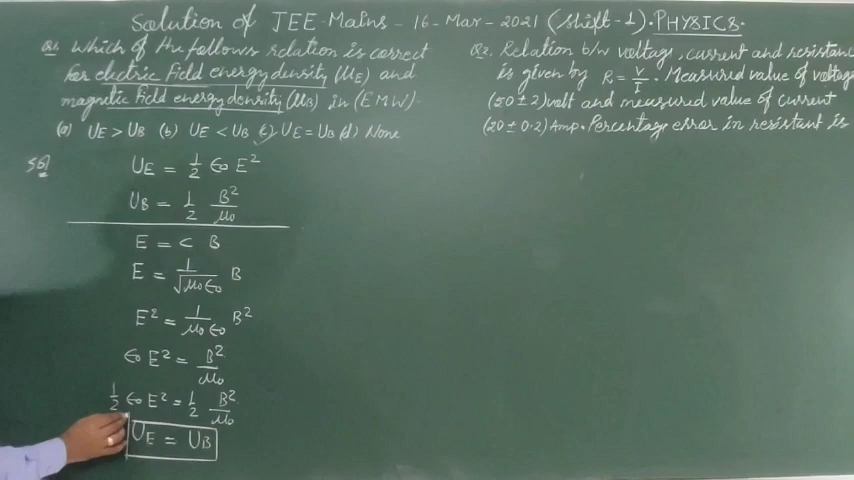 Solution of JEE-Mains - 16-Mar-2021 (Shift-1). PHYSICS.
Q1. Which of the follows relation is correct
for electric field energy density (UE) and
magnetic field energy density (UB) in (EMW).
(a) UE > UB (b) UE < UB (c) UE = UB (d) None
Sol
UE = 1/2 ϵ0 E²
UB = 1/2 B²/μ0
E = C B
E = 1/√μ0ϵ0 B
E² = 1/μ0ϵ0 B²
ϵ0 E² = B²/μ0
1/2 ϵ0 E² = 1/2 B²/μ0
UE = UB
Q2. Relation b/w voltage, current and resistanc
is given by R = V/I. Measured value of voltage
(50 ± 2) volt and measured value of current
(20 ± 0.2) Amp. Percentage error in resistant is